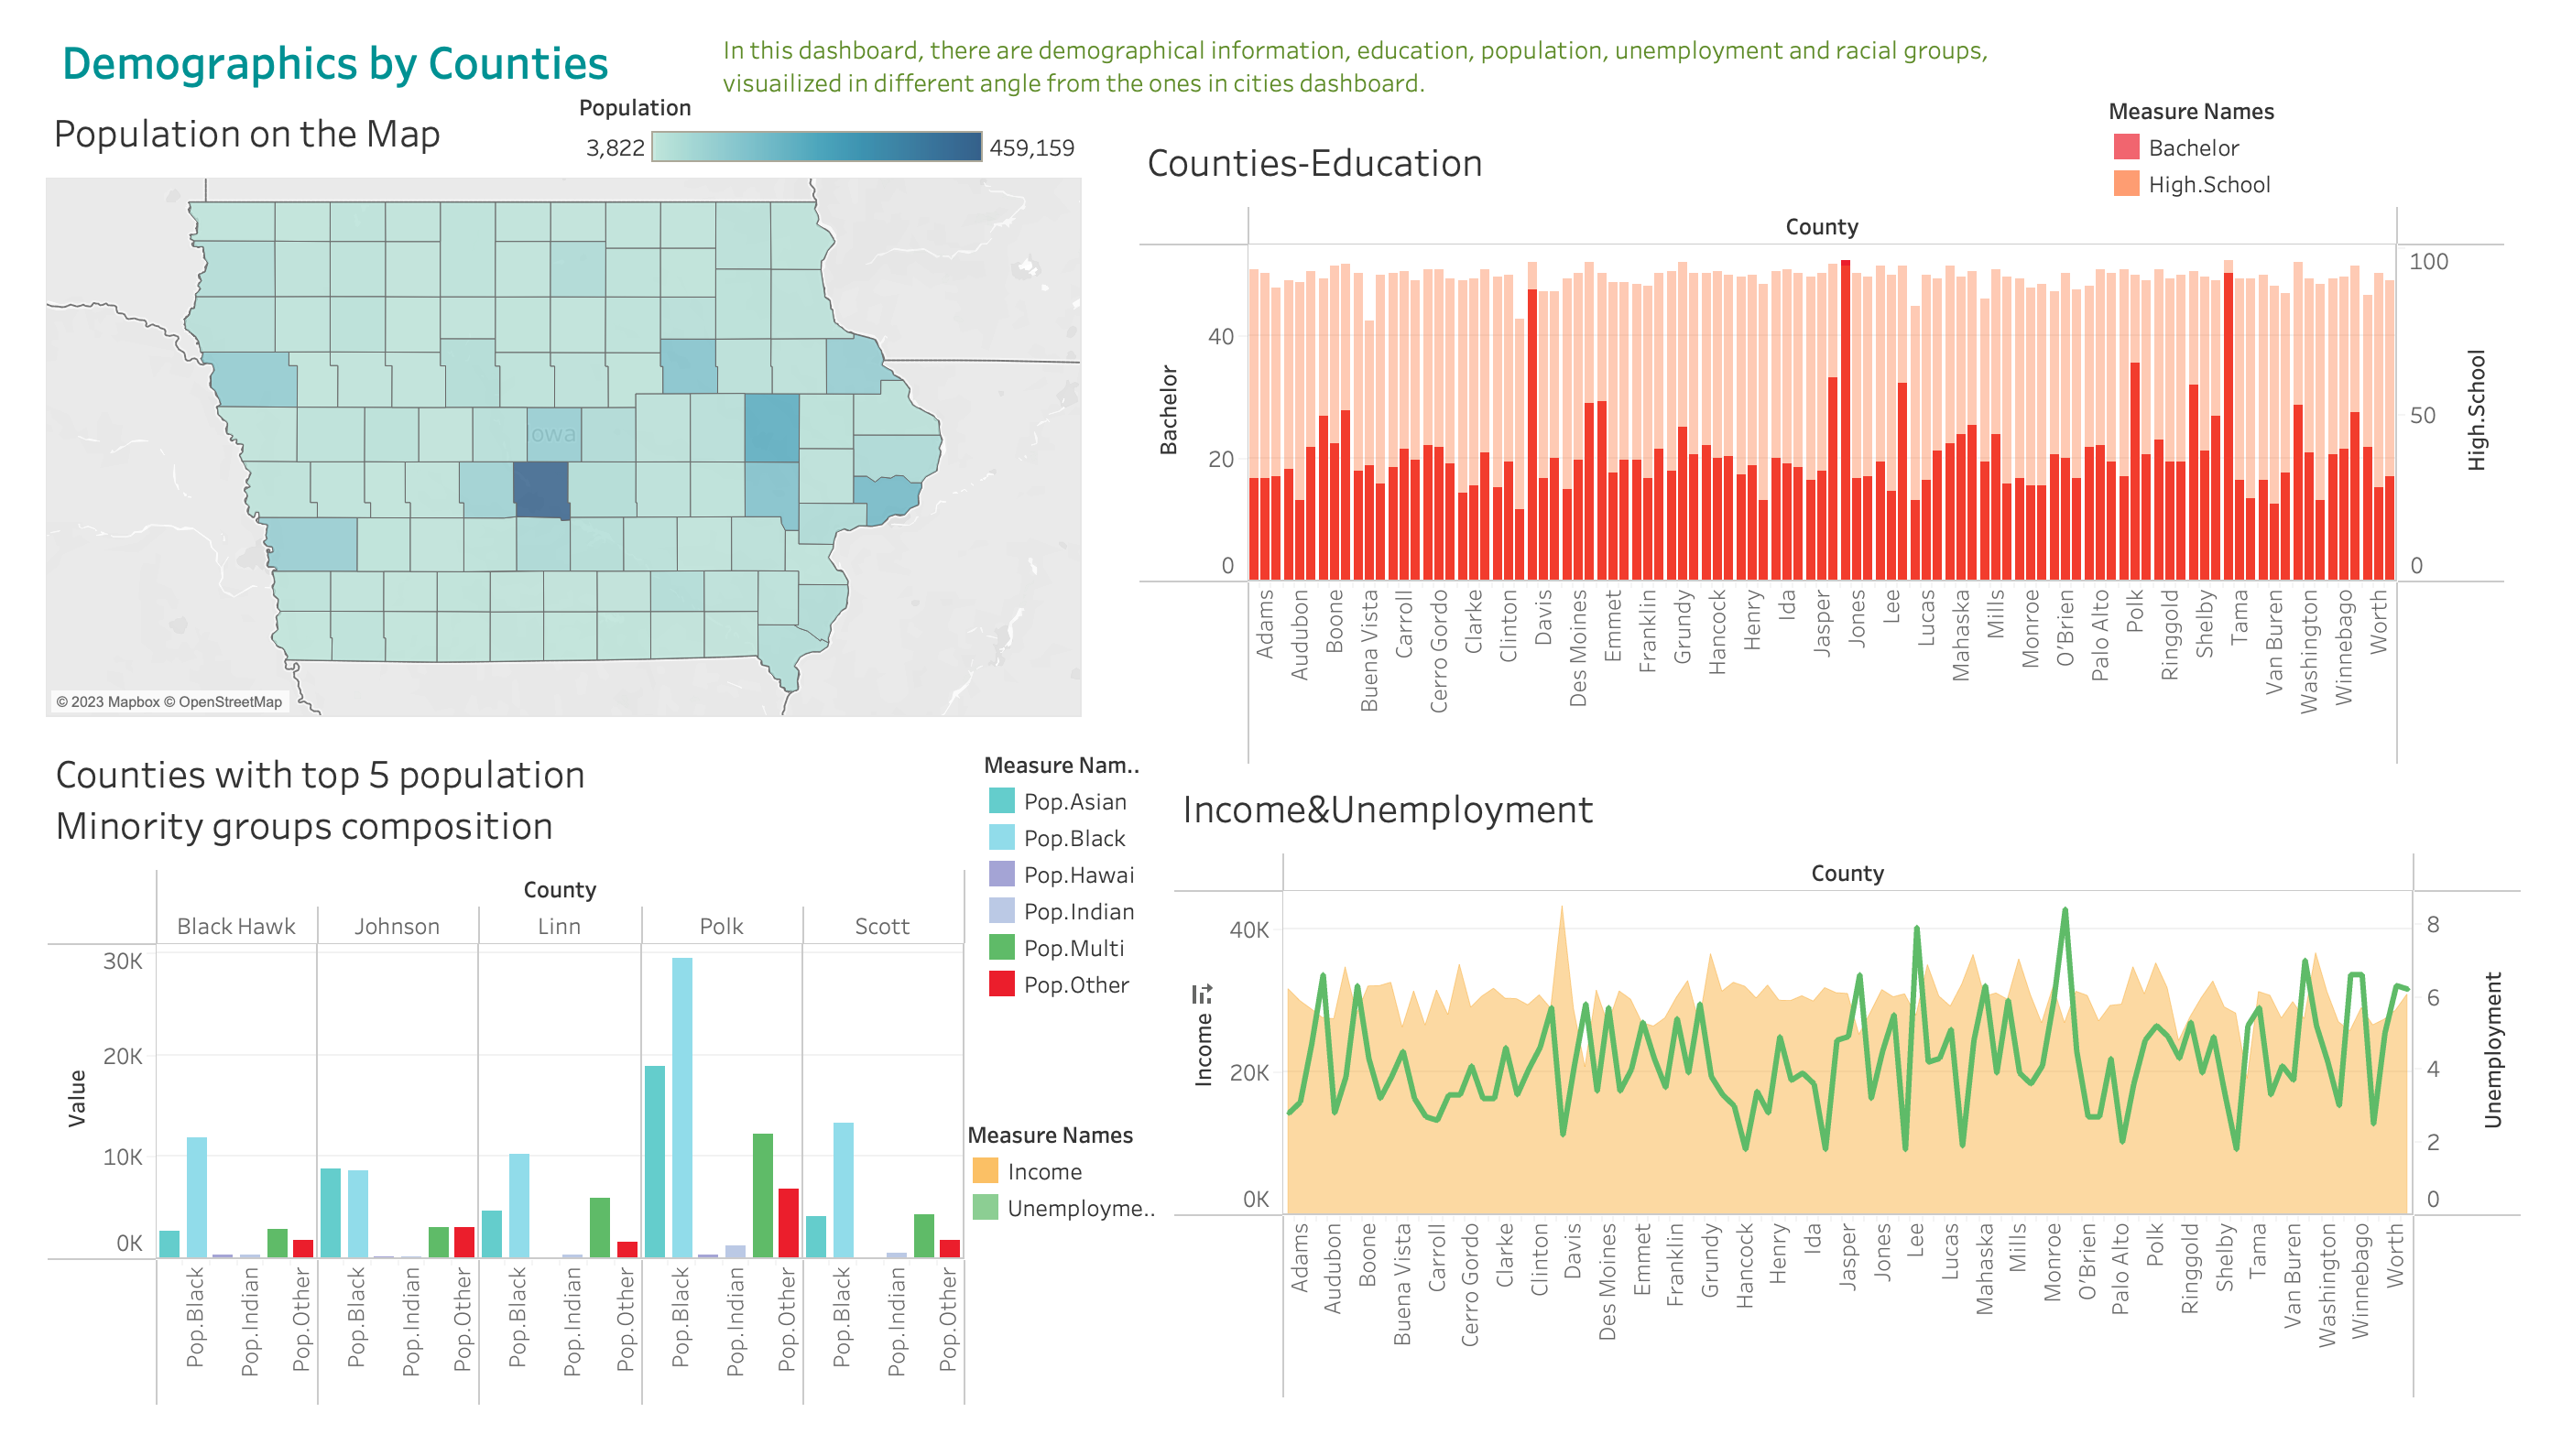 Demographics by Counties
In this dashboard, there are demographical information, education, population, unemployment and racial groups,
visuailized in different angle from the ones in cities dashboard.
Population on the Map
Population
3,822
459,159
Iowa
© 2023 Mapbox © OpenStreetMap
Counties-Education
Measure Names
Bachelor
High.School
County
Bachelor
40
20
0
High.School
100
50
0
Adams
Audubon
Boone
Buena Vista
Carroll
Cerro Gordo
Clarke
Clinton
Davis
Des Moines
Emmet
Franklin
Grundy
Hancock
Henry
Ida
Jasper
Jones
Lee
Lucas
Mahaska
Mills
Monroe
O'Brien
Palo Alto
Polk
Ringgold
Shelby
Tama
Van Buren
Washington
Winnebago
Worth
Counties with top 5 population
Minority groups composition
Measure Nam..
Pop.Asian
Pop.Black
Pop.Hawai
Pop.Indian
Pop.Multi
Pop.Other
County
Black Hawk
Johnson
Linn
Polk
Scott
Value
30K
20K
10K
0K
Pop.Black
Pop.Indian
Pop.Other
Pop.Black
Pop.Indian
Pop.Other
Pop.Black
Pop.Indian
Pop.Other
Pop.Black
Pop.Indian
Pop.Other
Pop.Black
Pop.Indian
Pop.Other
Measure Names
Income
Unemployme..
Income&Unemployment
County
Income
40K
20K
0K
Unemployment
8
6
4
2
0
Adams
Audubon
Boone
Buena Vista
Carroll
Cerro Gordo
Clarke
Clinton
Davis
Des Moines
Emmet
Franklin
Grundy
Hancock
Henry
Ida
Jasper
Jones
Lee
Lucas
Mahaska
Mills
Monroe
O'Brien
Palo Alto
Polk
Ringgold
Shelby
Tama
Van Buren
Washington
Winnebago
Worth